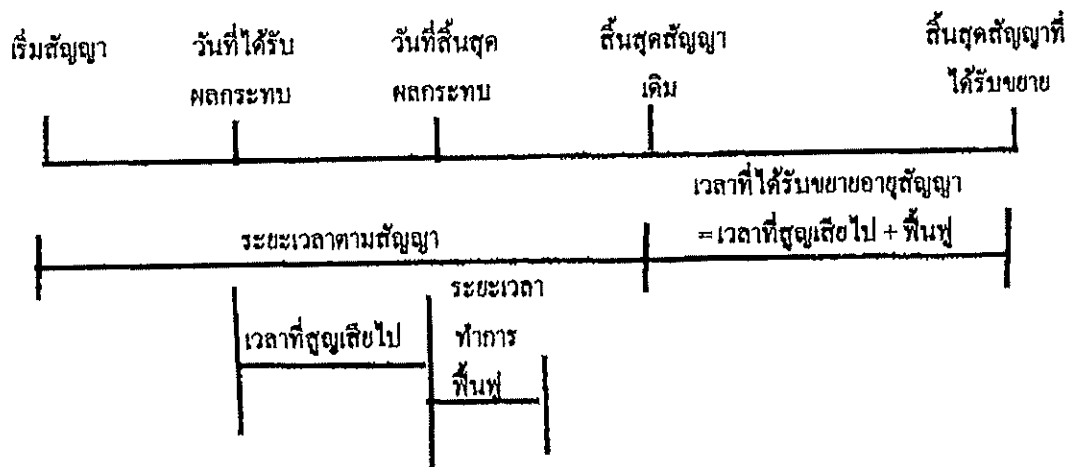 เริ่มสัญญา
วันที่ได้รับ
ผลกระทบ
วันที่สิ้นสุด
ผลกระทบ
สิ้นสุดสัญญา
เดิม
สิ้นสุดสัญญาที่
ได้รับขยาย
เวลาที่ได้รับขยายอายุสัญญา
=เวลาที่สูญเสียไป + ฟื้นฟู
ระยะเวลาตามสัญญา
เวลาที่สูญเสียไป
ระยะเวลา
ทำการ
ฟื้นฟู